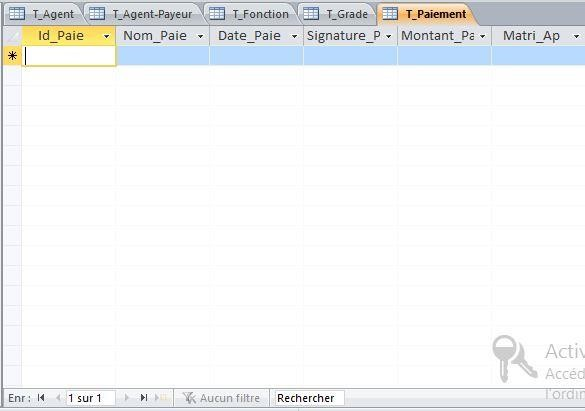 T_Agent T_Agent-Payeur T_Fonction T_Grade T_Paiement
Id_Paie Nom_Paie Date_Paie Signature_P Montant_Pa Matri_Ap
Activ
Accéd
l'ordin
Enr : 1 sur 1 Aucun filtre Rechercher